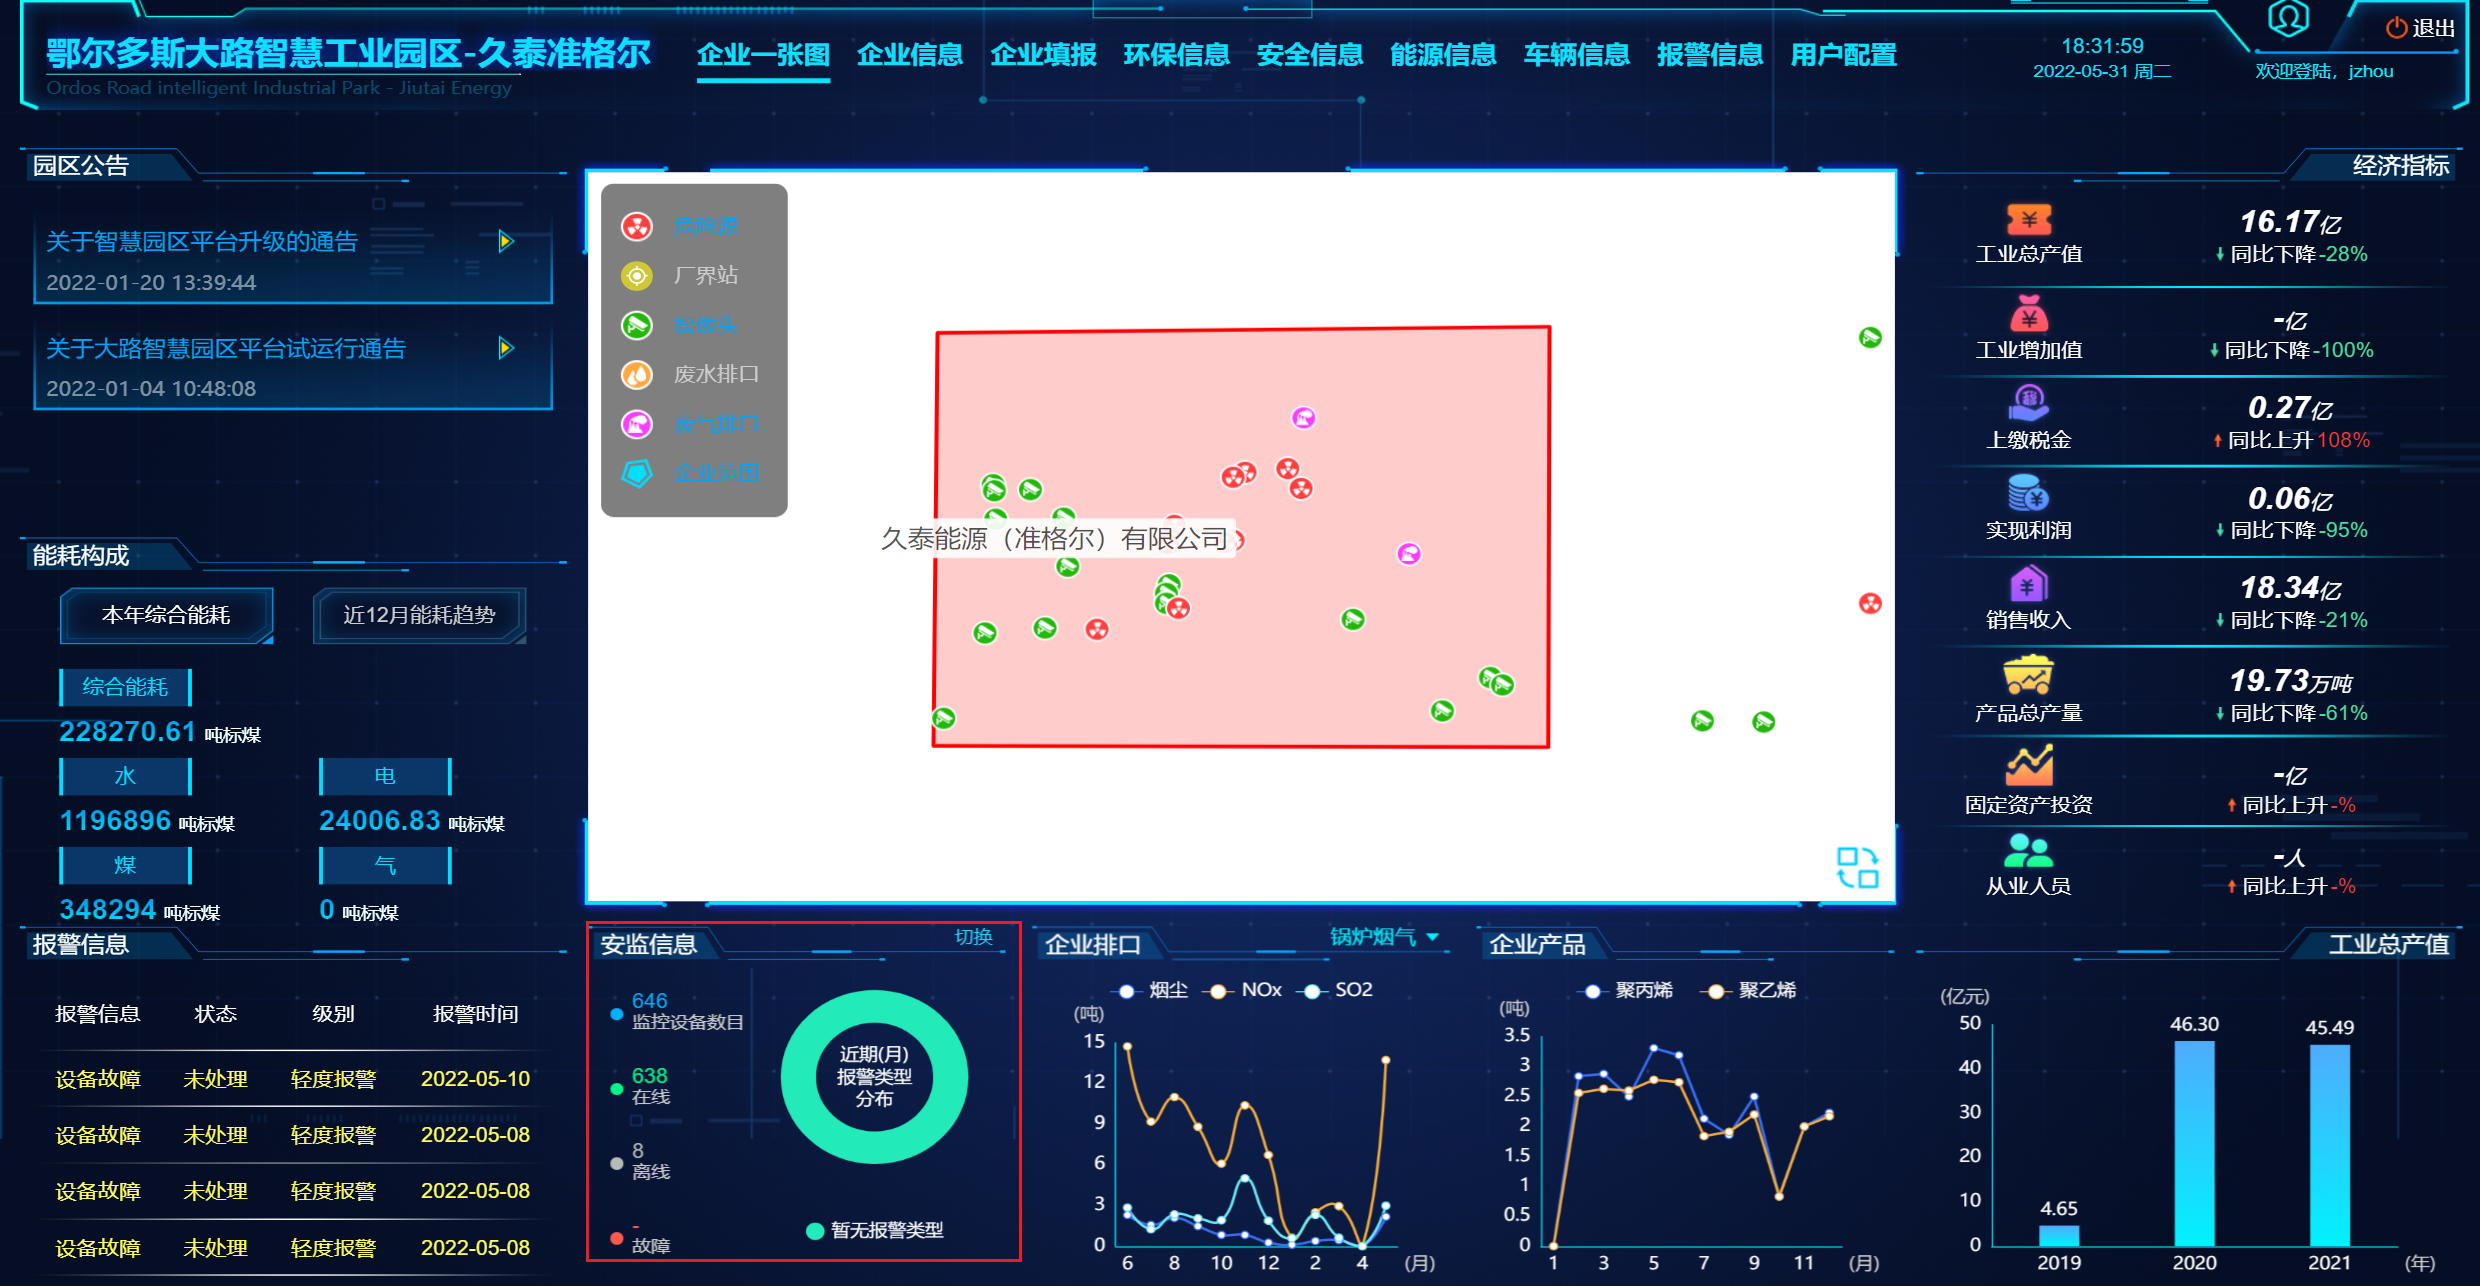 鄂尔多斯大路智慧工业园区-久泰准格尔
Ordos Road intelligent Industrial Park - Jiutai Energy
企业一张图 企业信息 企业填报 环保信息 安全信息 能源信息 车辆信息 报警信息 用户配置
18:31:59
2022-05-31 周二
退出
欢迎登陆，jzhou
园区公告
关于智慧园区平台升级的通告
2022-01-20 13:39:44
关于大路智慧园区平台试运行通告
2022-01-04 10:48:08
能耗构成
本年综合能耗 近12月能耗趋势
综合能耗
228270.61 吨标煤
水 电
1196896 吨标煤 24006.83 吨标煤
煤 气
348294 吨标煤 0 吨标煤
报警信息
报警信息 状态 级别 报警时间
设备故障 未处理 轻度报警 2022-05-10
设备故障 未处理 轻度报警 2022-05-08
设备故障 未处理 轻度报警 2022-05-08
设备故障 未处理 轻度报警 2022-05-08
危险源
厂界站
摄像头
废水排口
废气排口
企业范围
久泰能源（准格尔）有限公司
安监信息 切换
646
监控设备数目
638
在线
8
离线
-
故障
近期(月)
报警类型
分布
暂无报警类型
企业排口 锅炉烟气
烟尘 NOx SO2
(吨)
15
12
9
6
3
0
6 8 10 12 2 4 (月)
企业产品
聚丙烯 聚乙烯
(吨)
3.5
3
2.5
2
1.5
1
0.5
0
1 3 5 7 9 11 (月)
经济指标
16.17亿
工业总产值 同比下降-28%
-亿
工业增加值 同比下降-100%
0.27亿
上缴税金 同比上升108%
0.06亿
实现利润 同比下降-95%
18.34亿
销售收入 同比下降-21%
19.73万吨
产品总产量 同比下降-61%
-亿
固定资产投资 同比上升-%
-人
从业人员 同比上升-%
工业总产值
(亿元)
50
40
30
20
10
0
4.65 46.30 45.49
2019 2020 2021 (年)